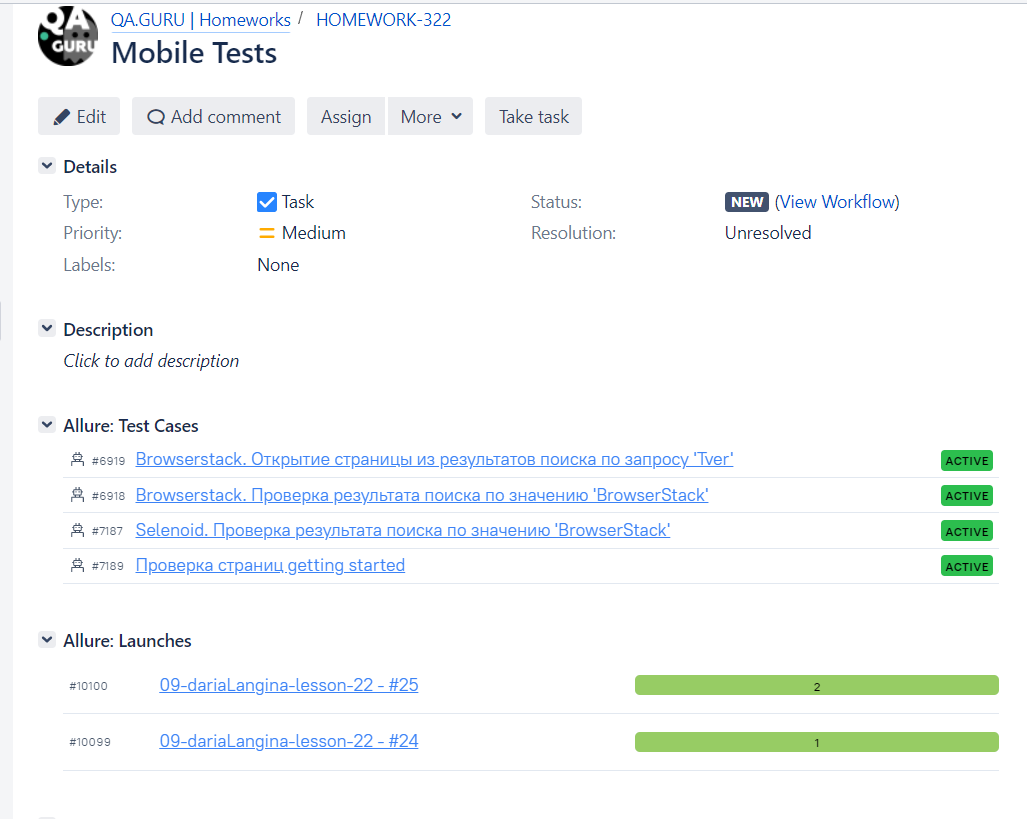 QA GURU
QA.GURU | Homeworks / HOMEWORK-322
Mobile Tests
Edit Add comment Assign More Take task
Details
Type: Task Status: NEW (View Workflow)
Priority: Medium Resolution: Unresolved
Labels: None
Description
Click to add description
Allure: Test Cases
#6919 Browserstack. Открытие страницы из результатов поиска по запросу 'Tver' ACTIVE
#6918 Browserstack. Проверка результата поиска по значению 'BrowserStack' ACTIVE
#7187 Selenoid. Проверка результата поиска по значению 'BrowserStack' ACTIVE
#7189 Проверка страниц getting started ACTIVE
Allure: Launches
#10100 09-dariaLangina-lesson-22 - #25 2
#10099 09-dariaLangina-lesson-22 - #24 1